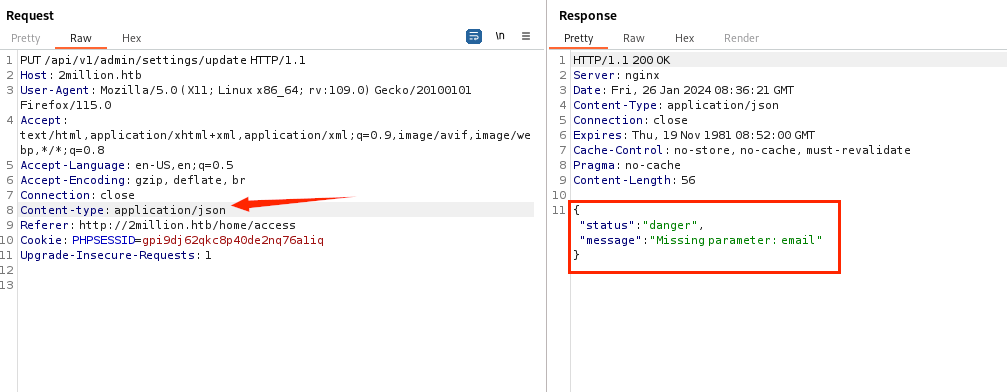 Request
Pretty Raw Hex
\n
1 PUT /api/v1/admin/settings/update HTTP/1.1
2 Host: 2million.htb
3 User-Agent: Mozilla/5.0 (X11; Linux x86_64; rv:109.0) Gecko/20100101
Firefox/115.0
4 Accept:
text/html,application/xhtml+xml,application/xml;q=0.9,image/avif,image/we
bp,*/*;q=0.8
5 Accept-Language: en-US,en;q=0.5
6 Accept-Encoding: gzip, deflate, br
7 Connection: close
8 Content-type: application/json
9 Referer: http://2million.htb/home/access
10 Cookie: PHPSESSID=gpi9dj62qkc8p40de2nq76a1iq
11 Upgrade-Insecure-Requests: 1
12
13
Response
Pretty Raw Hex Render
1 HTTP/1.1 200 OK
2 Server: nginx
3 Date: Fri, 26 Jan 2024 08:36:21 GMT
4 Content-Type: application/json
5 Connection: close
6 Expires: Thu, 19 Nov 1981 08:52:00 GMT
7 Cache-Control: no-store, no-cache, must-revalidate
8 Pragma: no-cache
9 Content-Length: 56
10
11 {
"status":"danger",
"message":"Missing parameter: email"
}